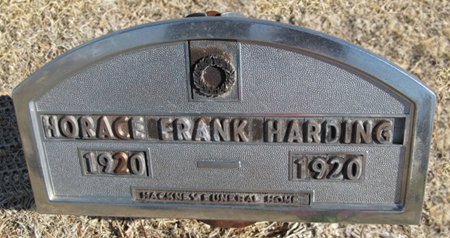 HORACE FRANK HARDING
1920 — 1920
HACKNEY FUNERAL HOME